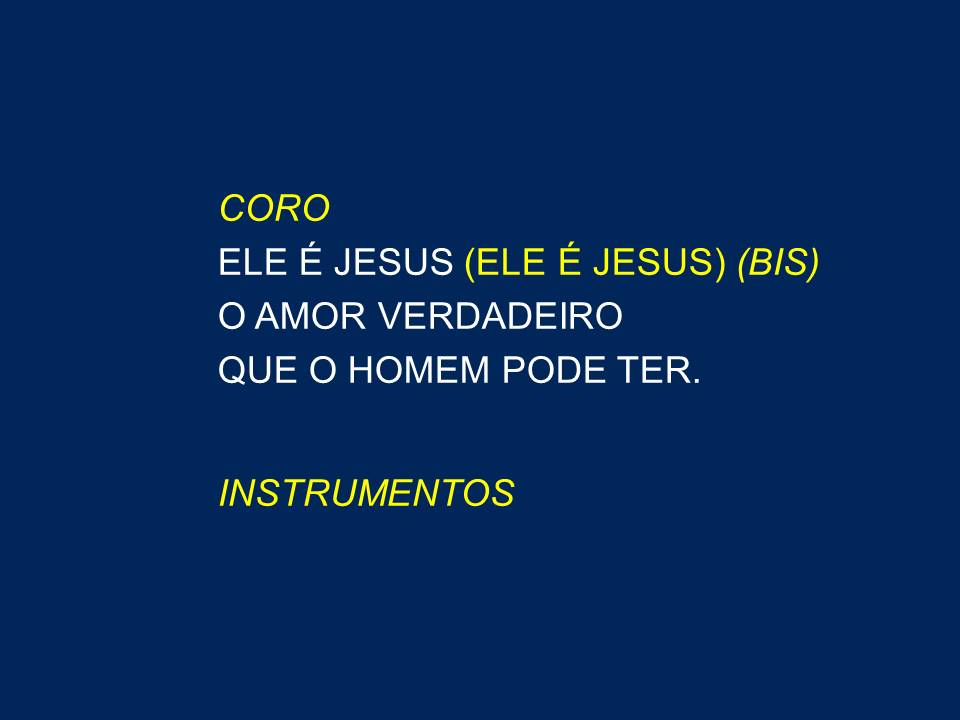 CORO
ELE É JESUS (ELE É JESUS) (BIS)
O AMOR VERDADEIRO
QUE O HOMEM PODE TER.
INSTRUMENTOS